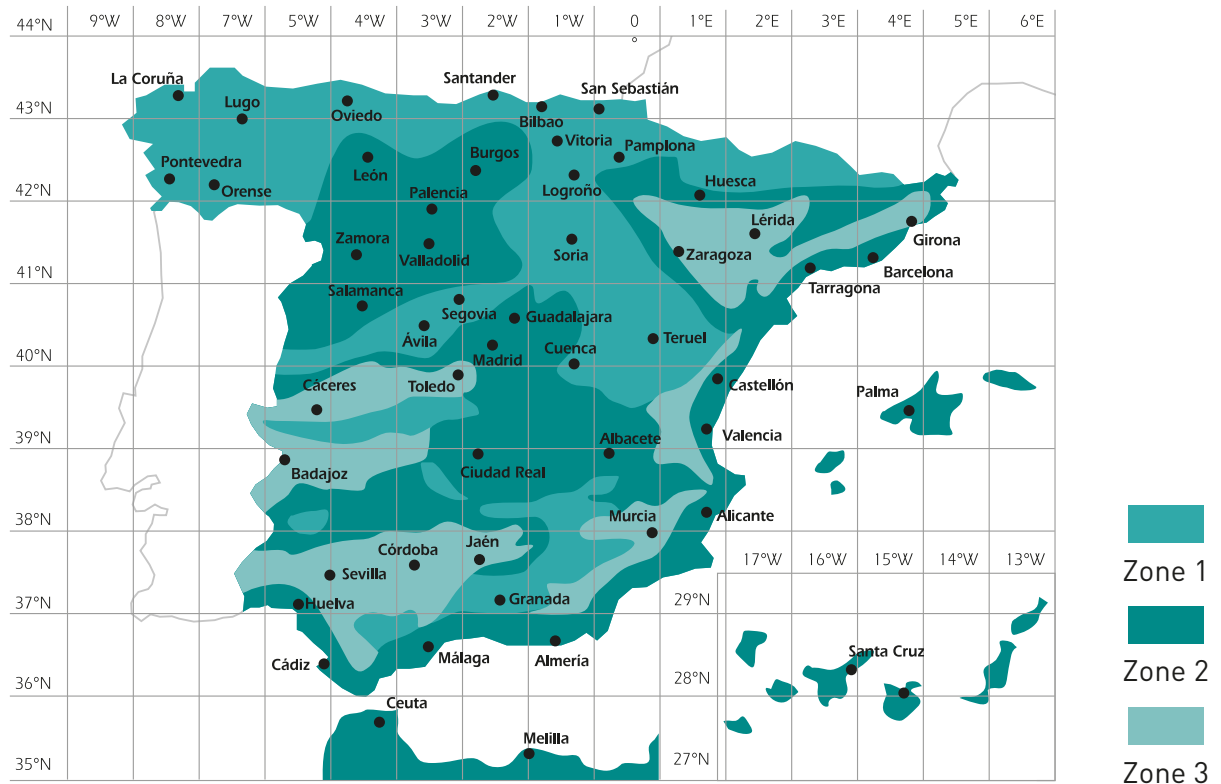 44°N 9°W 8°W 7°W 5°W 4°W 3°W 2°W 1°W 0 1°E 2°E 3°E 4°E 5°E 6°E
°
La Coruña Santander San Sebastián
43°N Lugo Oviedo Bilbao
Vitoria Pamplona
Pontevedra León Burgos
42°N Orense Palencia Logroño Huesca
Zamora Valladolid Soria Zaragoza Lérida Girona
41°N Barcelona
Salamanca Segovia Guadalajara Tarragona
Ávila Madrid Cuenca Teruel
40°N
Cáceres Toledo Castellón Palma
39°N Albacete Valencia
Badajoz Ciudad Real
38°N Murcia Alicante
Córdoba Jaén 17°W 16°W 15°W 14°W 13°W
Sevilla
Zone 1
37°N Huelva Granada 29°N
Cádiz Málaga Almería Santa Cruz
Zone 2
36°N 28°N
Ceuta
Melilla
35°N 27°N
Zone 3